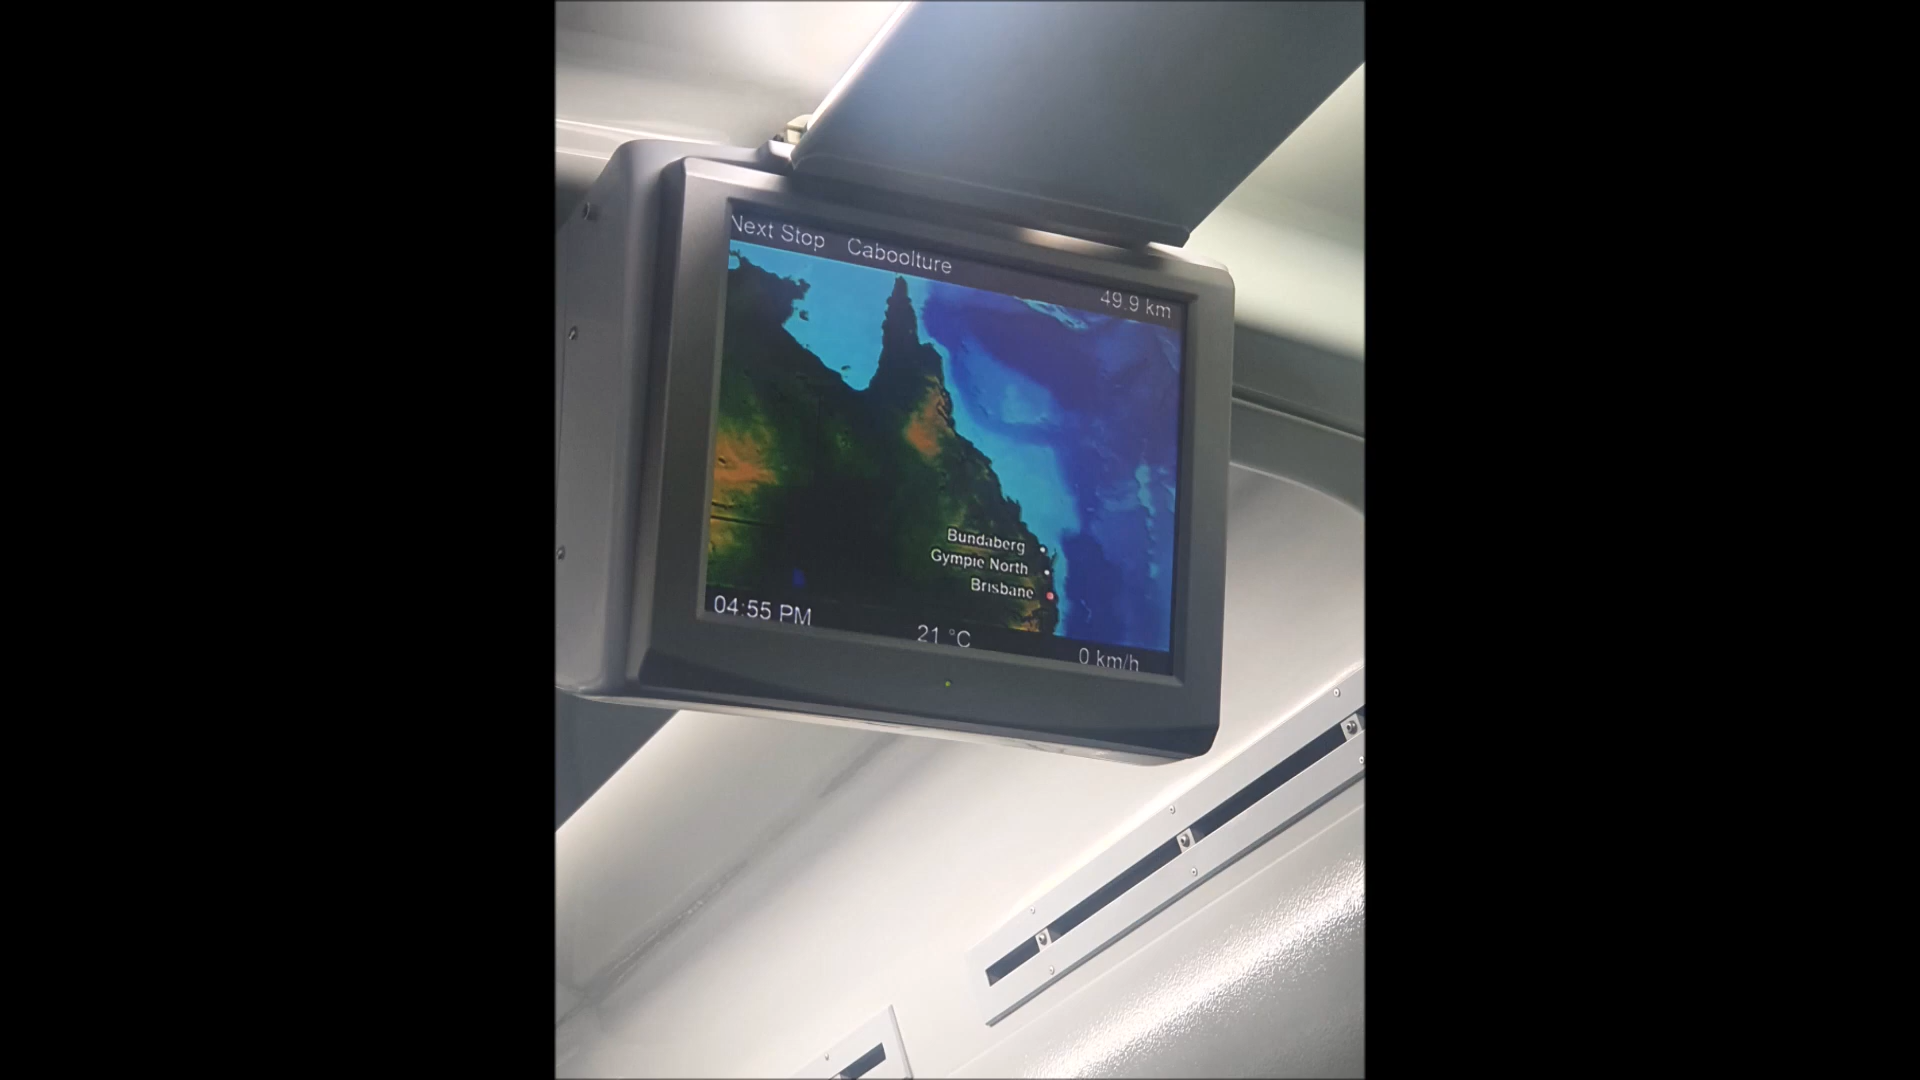 Next Stop Caboolture
49.9 km
Bundaberg
Gympie North
Brisbane
04:55 PM
21 °C
0 km/h